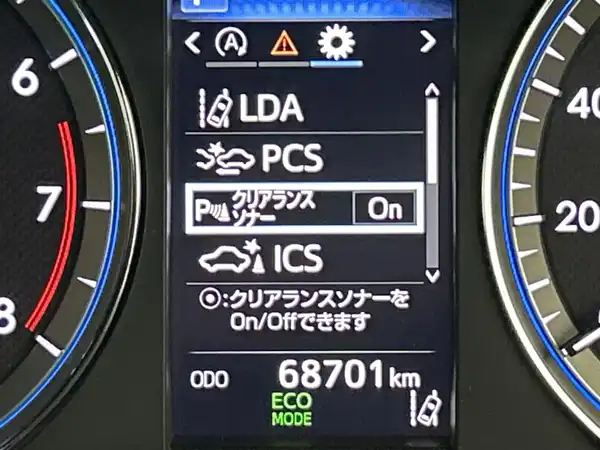 LDA
PCS
P クリアランス
ソナー On
ICS
:クリアランスソナーを
On/Offできます
ODO 68701 km
ECO
MODE
6
7
8
40
20